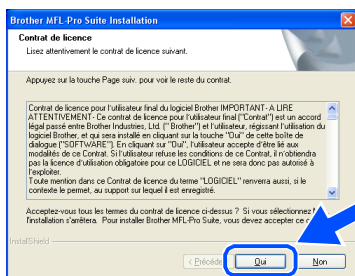 Brother MFL-Pro Suite Installation
Contrat de licence
Lisez attentivement le contrat de licence suivant.
Appuyez sur la touche Page suiv. pour voir le reste du contrat.
Contrat de licence pour l'utilisateur final du logiciel Brother IMPORTANT - A LIRE
ATTENTIVEMENT - Ce contrat de licence pour l'utilisateur final ("Contrat") est un accord
légal passé entre Brother Industries, Ltd. (" Brother") et l'utilisateur, régissant l'utilisation du
logiciel Brother, et qui sera installé en cliquant sur la touche "Oui" de cette boîte de
dialogue ("SOFTWARE"). En cliquant sur "Oui", l'utilisateur accepte d'être lié aux
modalités de ce Contrat. Si l'utilisateur refuse les conditions de ce Contrat, il n'obtiendra
pas la licence d'utilisation obligatoire pour ce LOGICIEL et ne sera donc pas autorisé à
l'exploiter.
Toute mention dans ce Contrat de licence du terme "LOGICIEL" renverra aussi, si le
contexte le permet, au support sur lequel il est enregistré.
Acceptez-vous tous les termes du contrat de licence ci-dessus ? Si vous sélectionnez
l'installation s'arrêtera. Pour installer Brother MFL-Pro Suite, vous devez accepter ce
InstallShield
< Précéde
Oui
Non